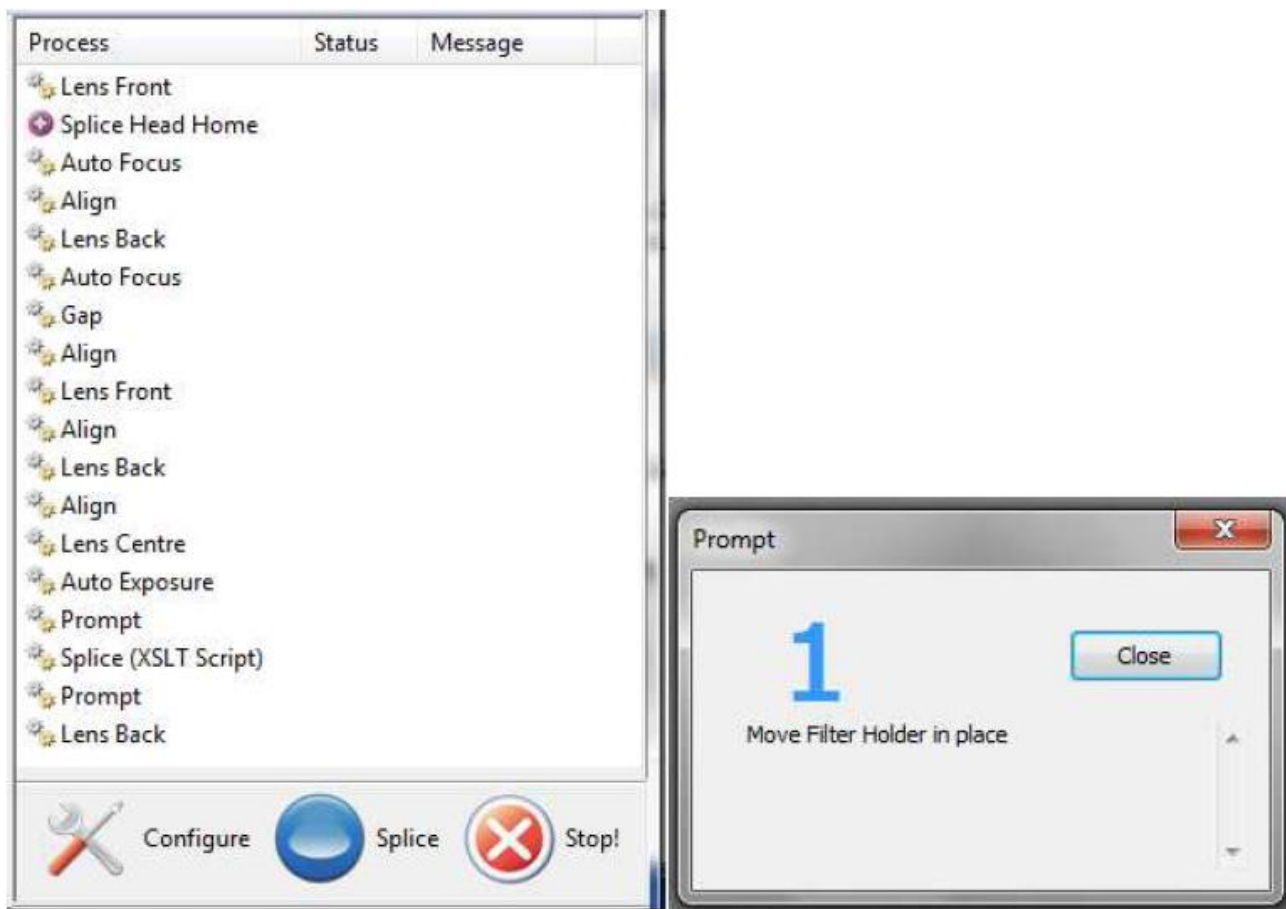 Process Status Message
Lens Front
Splice Head Home
Auto Focus
Align
Lens Back
Auto Focus
Gap
Align
Lens Front
Align
Lens Back
Align
Lens Centre
Auto Exposure
Prompt
Splice (XSLT Script)
Prompt
Lens Back
Configure Splice Stop!
Prompt
1
Close
Move Filter Holder in place